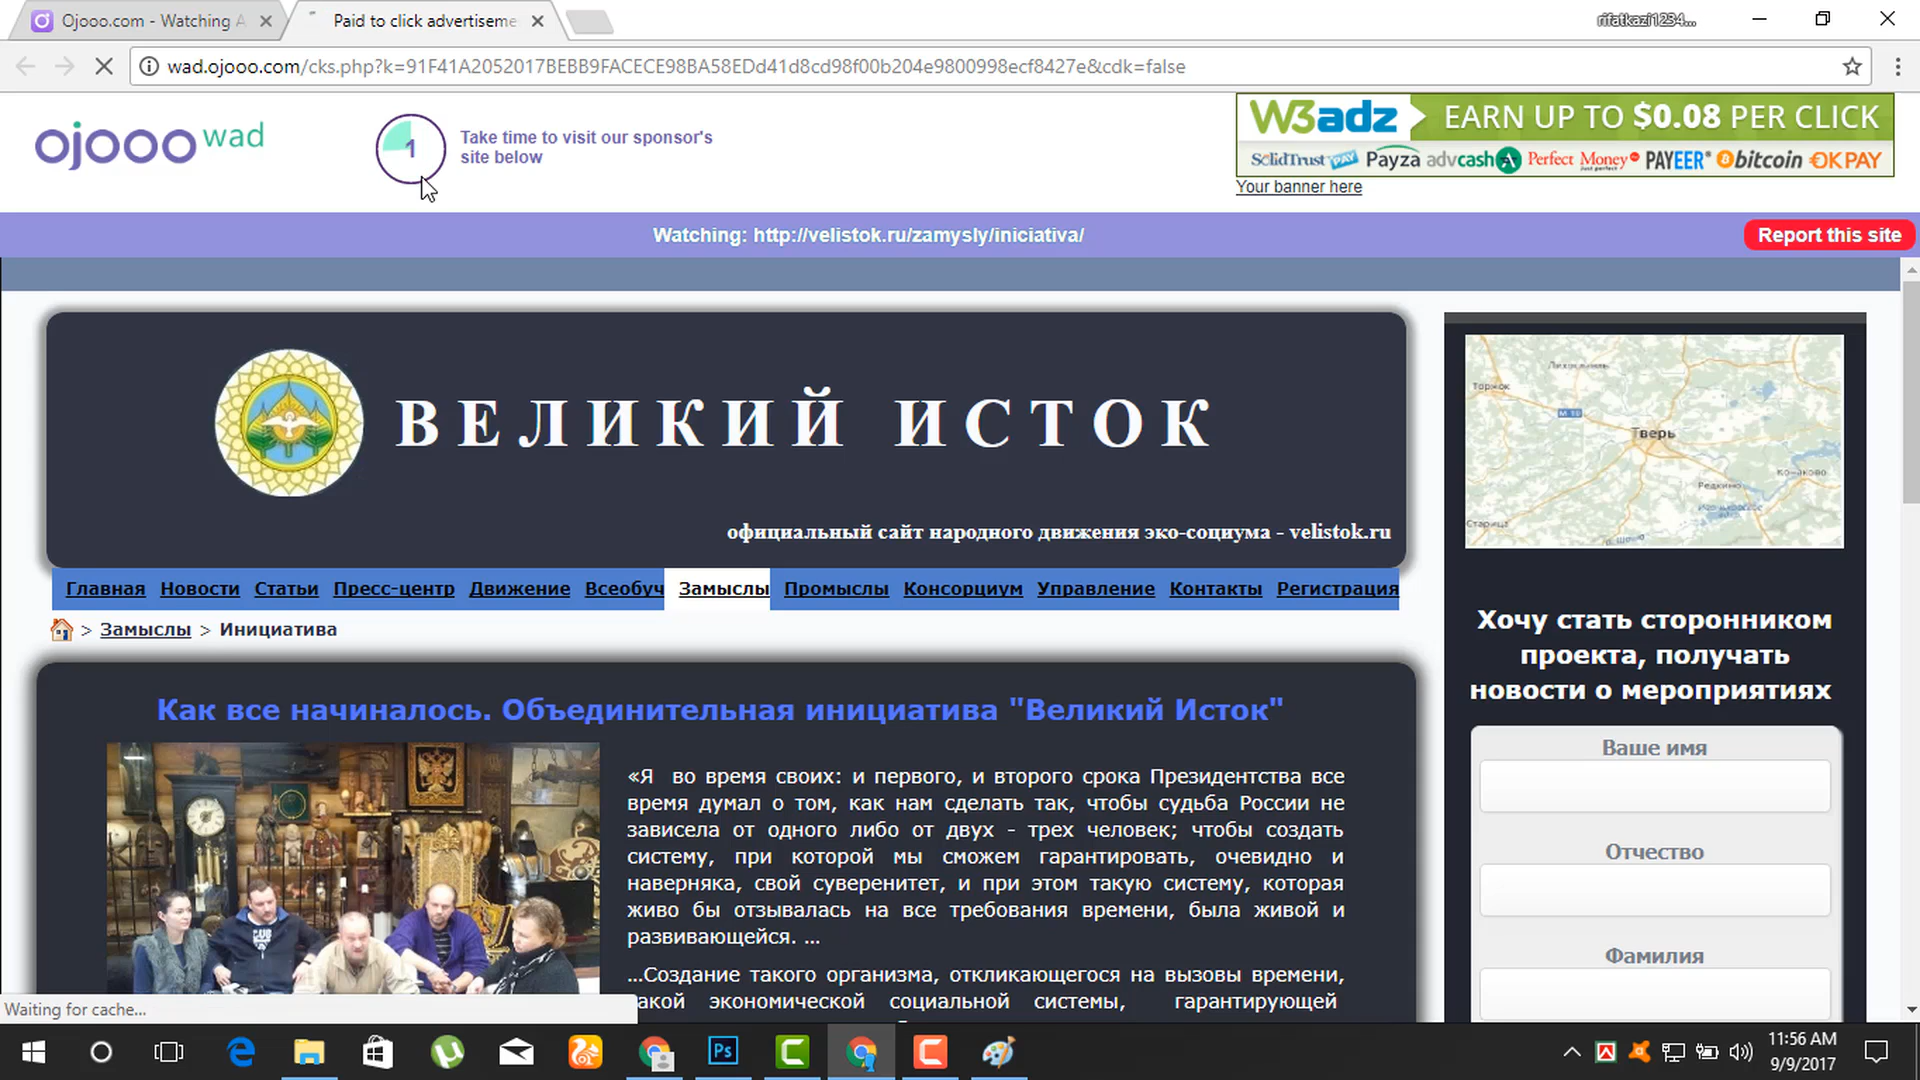 Ojooo.com - Watching A
Paid to click advertiseme
rifatkazi1234...
wad.ojooo.com/cks.php?k=91F41A2052017BEBB9FACECE98BA58EDd41d8cd98f00b204e9800998ecf8427e&cdk=false
ojooo wad
1
Take time to visit our sponsor's
site below
W3adz EARN UP TO $0.08 PER CLICK
SolidTrustPAY Payza advcash Perfect Money PAYEER bitcoin OKPAY
Your banner here
Watching: http://velistok.ru/zamysly/iniciativa/
Report this site
ВЕЛИКИЙ ИСТОК
официальный сайт народного движения эко-социума - velistok.ru
Главная Новости Статьи Пресс-центр Движение Всеобуч Замыслы Промыслы Консорциум Управление Контакты Регистрация
> Замыслы > Инициатива
Торжок
М 10
Тверь
Конаково
Редкино
Старица
Хочу стать сторонником
проекта, получать
новости о мероприятиях
Ваше имя
Отчество
Фамилия
Как все начиналось. Объединительная инициатива "Великий Исток"
«Я во время своих: и первого, и второго срока Президентства все
время думал о том, как нам сделать так, чтобы судьба России не
зависела от одного либо от двух - трех человек; чтобы создать
систему, при которой мы сможем гарантировать, очевидно и
наверняка, свой суверенитет, и при этом такую систему, которая
живо бы отзывалась на все требования времени, была живой и
развивающейся. ...
...Создание такого организма, откликающегося на вызовы времени,
акой экономической социальной системы, гарантирующей
Waiting for cache...
Ps
11:56 AM
9/9/2017